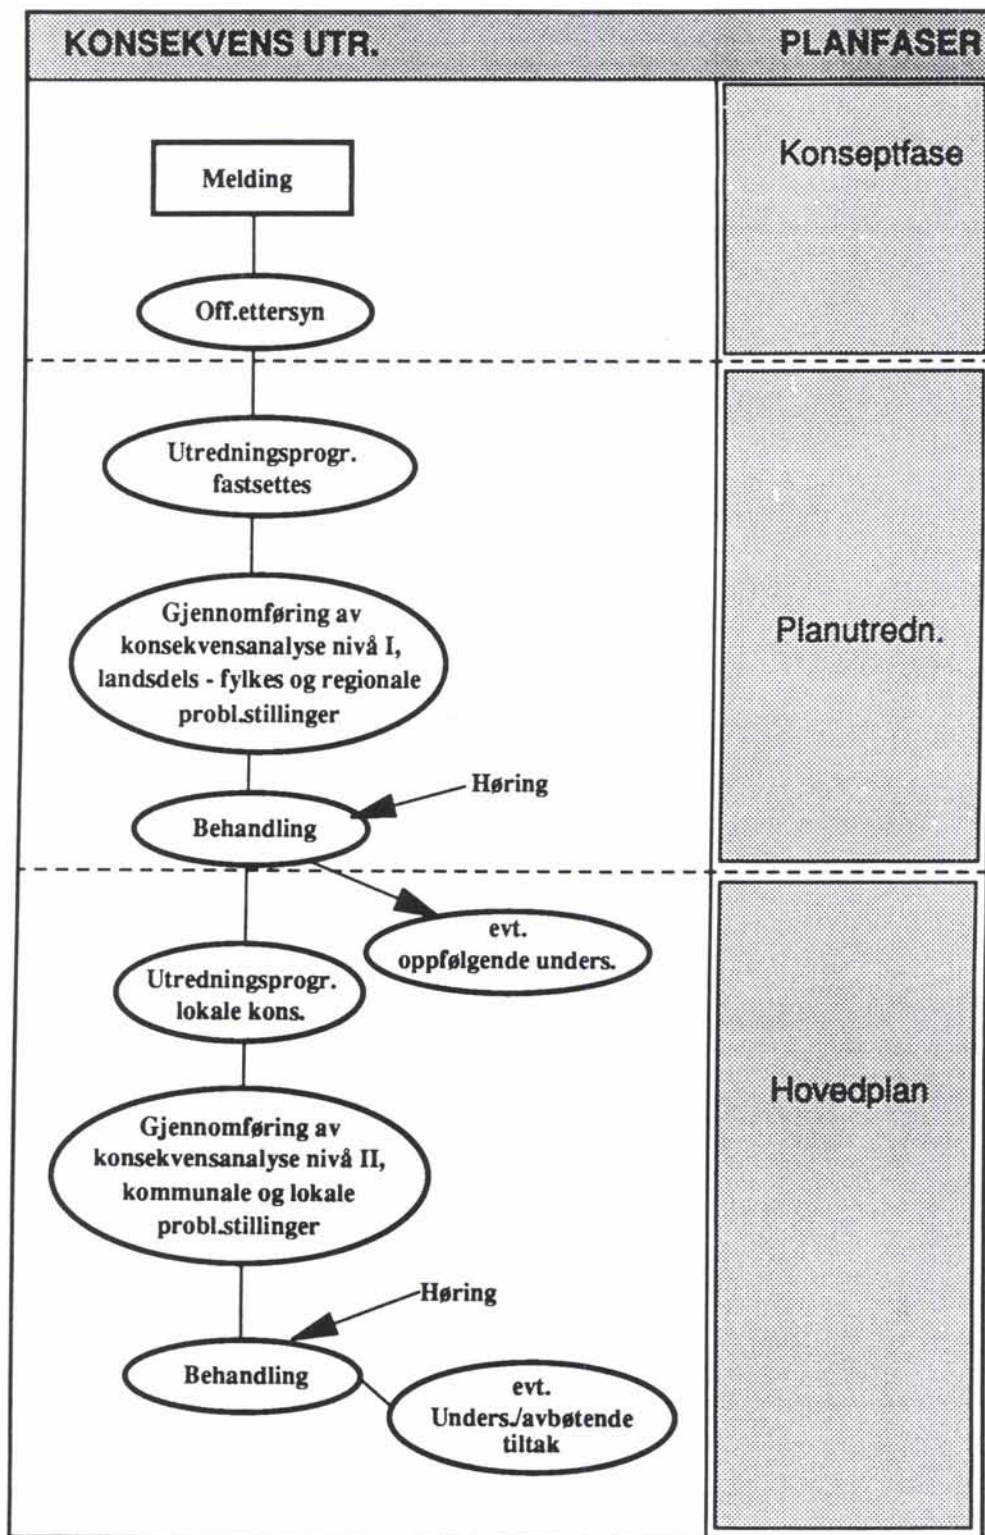 KONSEKVENS UTR.
PLANFASER
Melding
Konseptfase
Off.ettersyn
Utredningsprogr.
fastsettes
Gjennomføring av
konsekvensanalyse nivå I,
landsdels - fylkes og regionale
probl.stillinger
Planutredn.
Høring
Behandling
evt.
oppfølgende unders.
Utredningsprogr.
lokale kons.
Gjennomføring av
konsekvensanalyse nivå II,
kommunale og lokale
probl.stillinger
Hovedplan
Høring
Behandling
evt.
Unders./avbøtende
tiltak